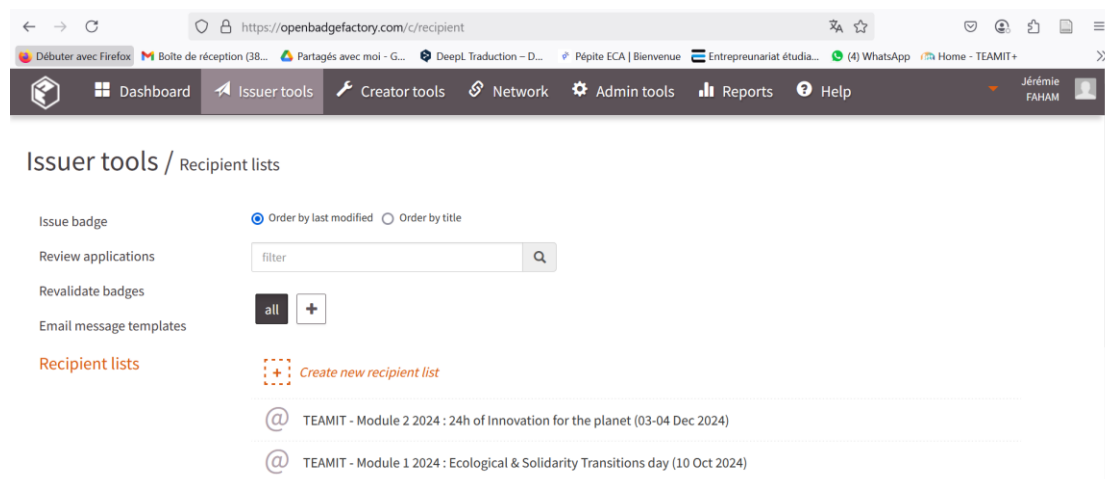 https://openbadgefactory.com/c/recipient
Débuter avec Firefox Boîte de réception (38... Partagés avec moi - G... DeepL Traduction – D... Pépite ECA | Bienvenue Entrepreunariat étudia... (4) WhatsApp Home - TEAMIT+
Dashboard Issuer tools Creator tools Network Admin tools Reports Help Jérémie
FAHAM
Issuer tools / Recipient lists
Issue badge
Review applications
Revalidate badges
Email message templates
Recipient lists
Order by last modified Order by title
filter
all +
+ Create new recipient list
@ TEAMIT - Module 2 2024 : 24h of Innovation for the planet (03-04 Dec 2024)
@ TEAMIT - Module 1 2024 : Ecological & Solidarity Transitions day (10 Oct 2024)